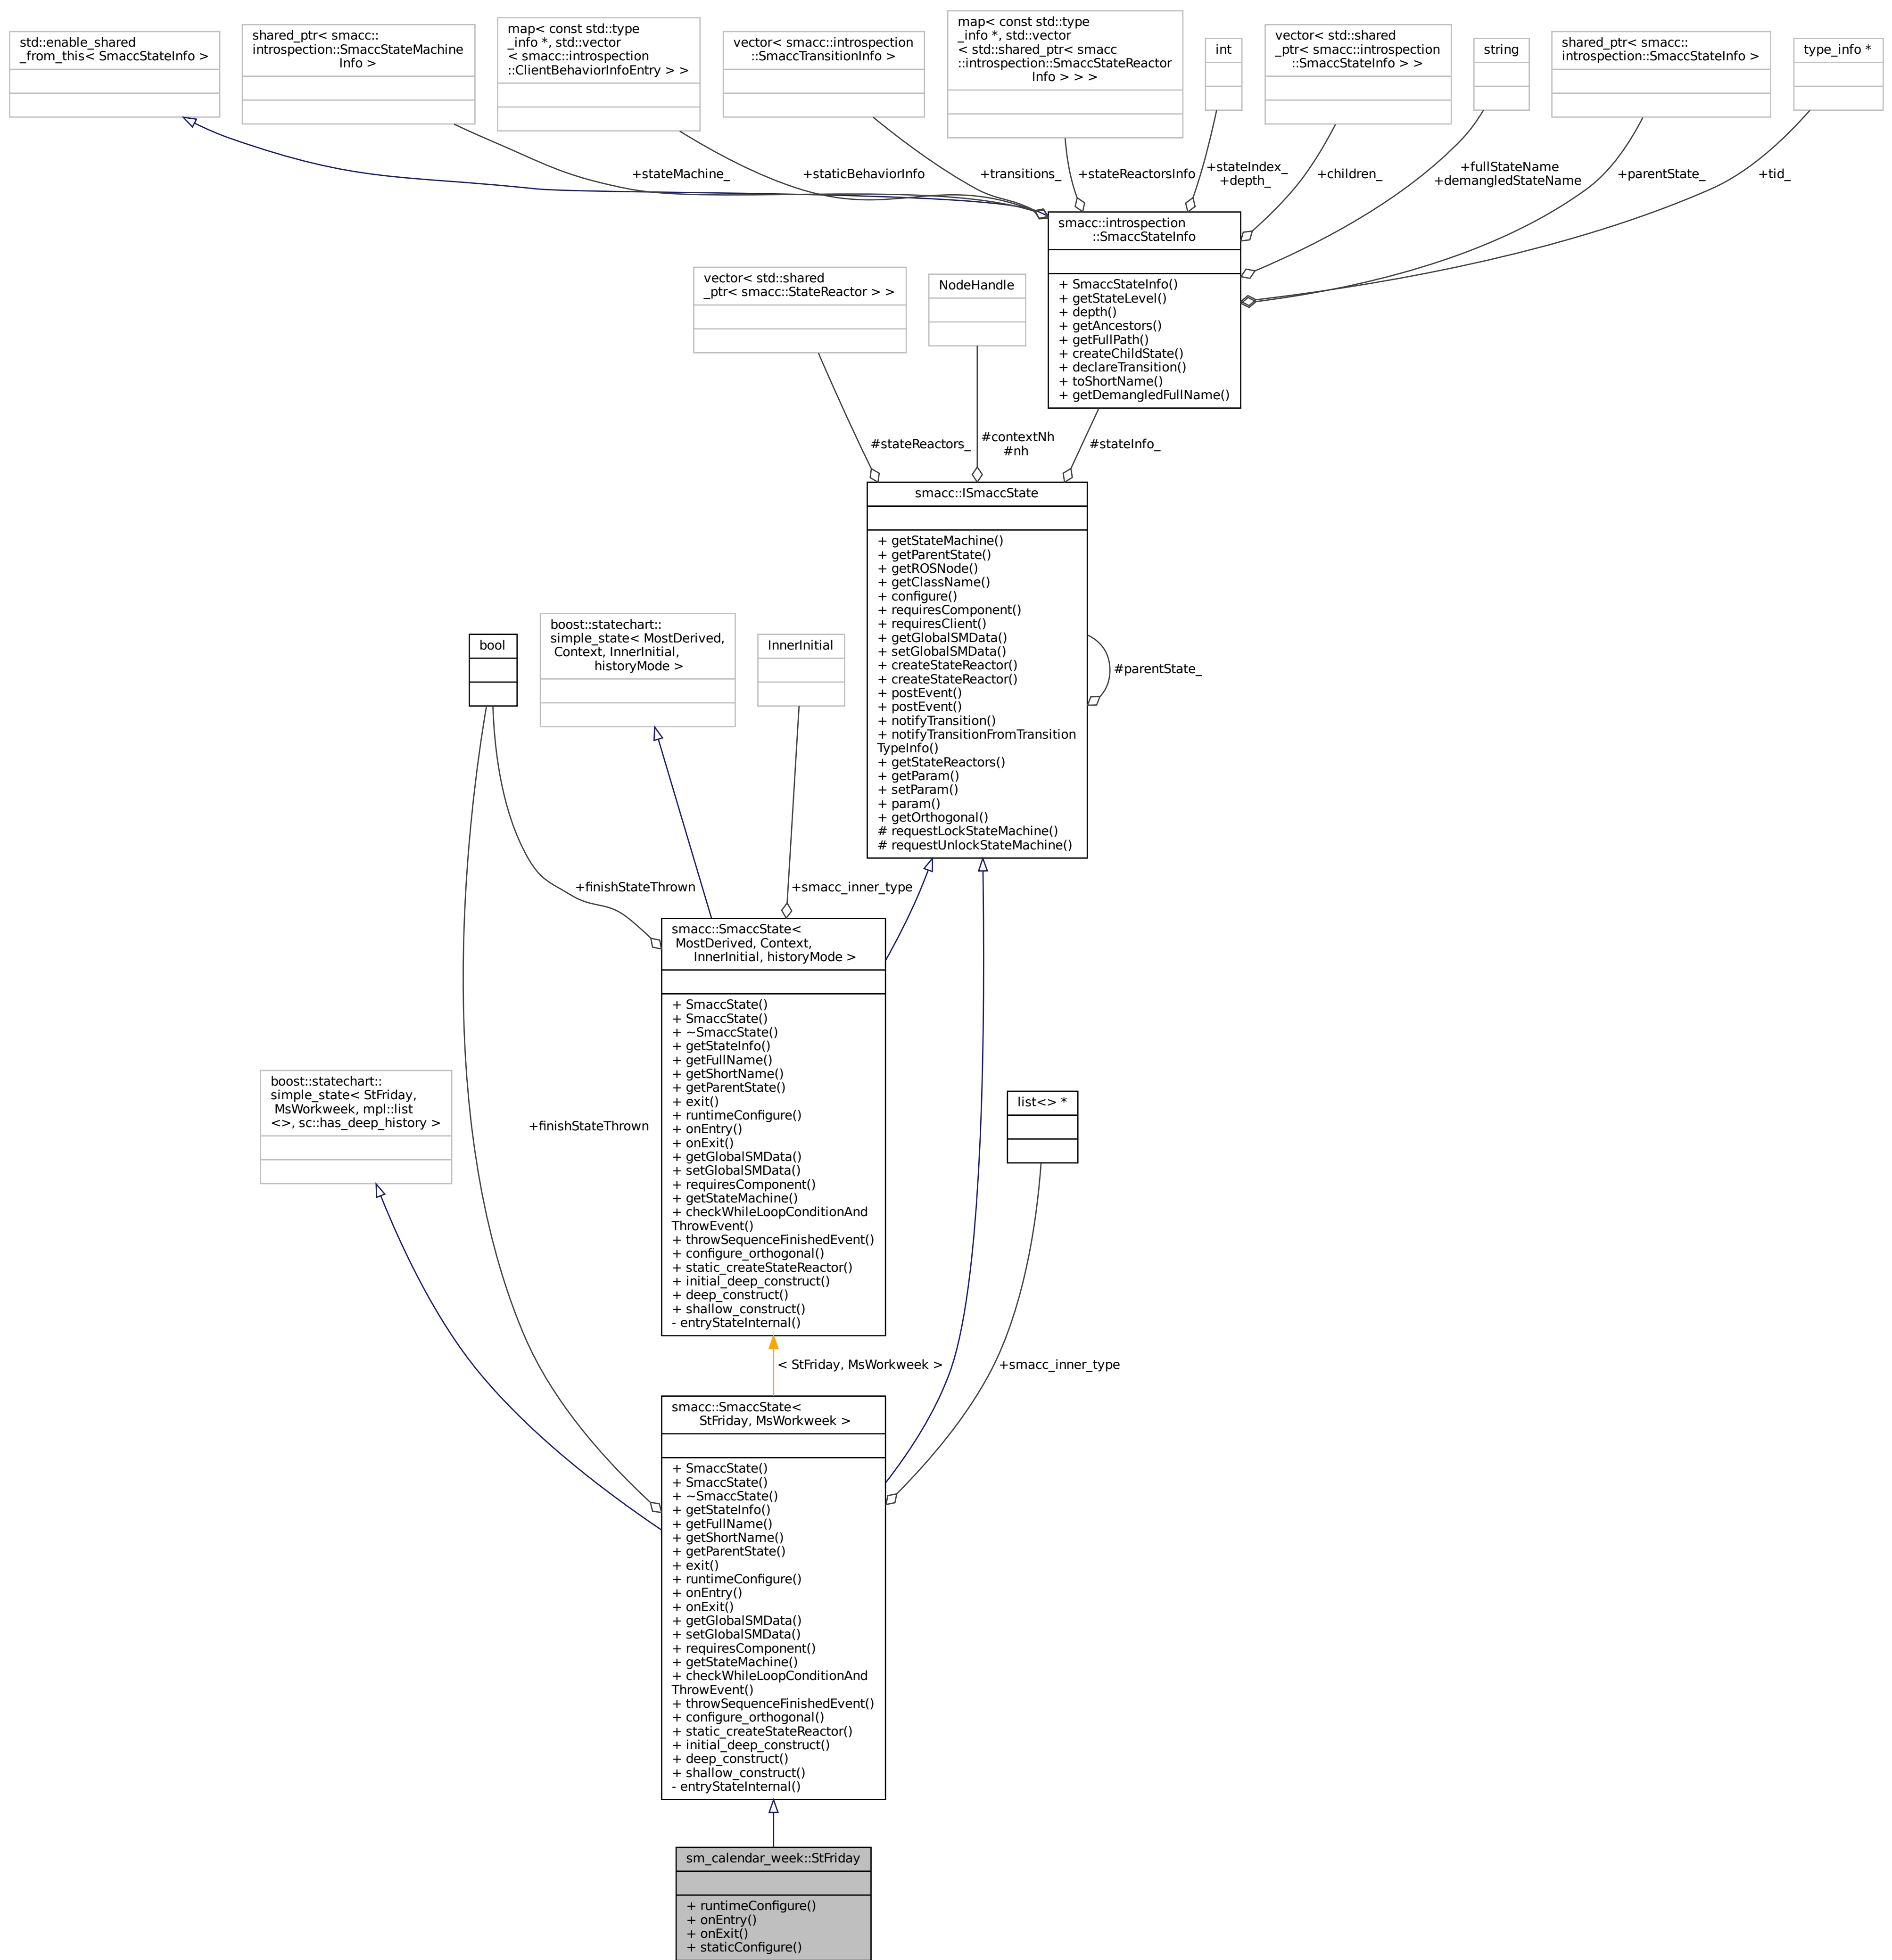 std::enable_shared
_from_this< SmaccStateInfo >
shared_ptr< smacc::
introspection::SmaccStateMachine
Info >
map< const std::type
_info *, std::vector
< smacc::introspection
::ClientBehaviorInfoEntry > >
vector< smacc::introspection
::SmaccTransitionInfo >
map< const std::type
_info *, std::vector
< std::shared_ptr< smacc
::introspection::SmaccStateReactor
Info > > >
int
vector< std::shared
_ptr< smacc::introspection
::SmaccStateInfo > >
string
shared_ptr< smacc::
introspection::SmaccStateInfo >
type_info *
+stateMachine_
+staticBehaviorInfo
+transitions_
+stateReactorsInfo
+stateIndex_
+depth_
+children_
+fullStateName
+demangledStateName
+parentState_
+tid_
smacc::introspection
::SmaccStateInfo
+ SmaccStateInfo()
+ getStateLevel()
+ depth()
+ getAncestors()
+ getFullPath()
+ createChildState()
+ declareTransition()
+ toShortName()
+ getDemangledFullName()
vector< std::shared
_ptr< smacc::StateReactor > >
NodeHandle
#stateReactors_
#contextNh
#nh
#stateInfo_
smacc::ISmaccState
+ getStateMachine()
+ getParentState()
+ getROSNode()
+ getClassName()
+ configure()
+ requiresComponent()
+ requiresClient()
+ getGlobalSMData()
+ setGlobalSMData()
+ createStateReactor()
+ createStateReactor()
+ postEvent()
+ postEvent()
+ notifyTransition()
+ notifyTransitionFromTransition
TypeInfo()
+ getStateReactors()
+ getParam()
+ setParam()
+ param()
+ getOrthogonal()
# requestLockStateMachine()
# requestUnlockStateMachine()
#parentState_
bool
boost::statechart::
simple_state< MostDerived,
Context, InnerInitial,
historyMode >
InnerInitial
+finishStateThrown
+smacc_inner_type
smacc::SmaccState<
MostDerived, Context,
InnerInitial, historyMode >
+ SmaccState()
+ SmaccState()
+ ~SmaccState()
+ getStateInfo()
+ getFullName()
+ getShortName()
+ getParentState()
+ exit()
+ runtimeConfigure()
+ onEntry()
+ onExit()
+ getGlobalSMData()
+ setGlobalSMData()
+ requiresComponent()
+ getStateMachine()
+ checkWhileLoopConditionAnd
ThrowEvent()
+ throwSequenceFinishedEvent()
+ configure_orthogonal()
+ static_createStateReactor()
+ initial_deep_construct()
+ deep_construct()
+ shallow_construct()
- entryStateInternal()
boost::statechart::
simple_state< StFriday,
MsWorkweek, mpl::list
<>, sc::has_deep_history >
+finishStateThrown
list<> *
< StFriday, MsWorkweek >
+smacc_inner_type
smacc::SmaccState<
StFriday, MsWorkweek >
+ SmaccState()
+ SmaccState()
+ ~SmaccState()
+ getStateInfo()
+ getFullName()
+ getShortName()
+ getParentState()
+ exit()
+ runtimeConfigure()
+ onEntry()
+ onExit()
+ getGlobalSMData()
+ setGlobalSMData()
+ requiresComponent()
+ getStateMachine()
+ checkWhileLoopConditionAnd
ThrowEvent()
+ throwSequenceFinishedEvent()
+ configure_orthogonal()
+ static_createStateReactor()
+ initial_deep_construct()
+ deep_construct()
+ shallow_construct()
- entryStateInternal()
sm_calendar_week::StFriday
+ runtimeConfigure()
+ onEntry()
+ onExit()
+ staticConfigure()